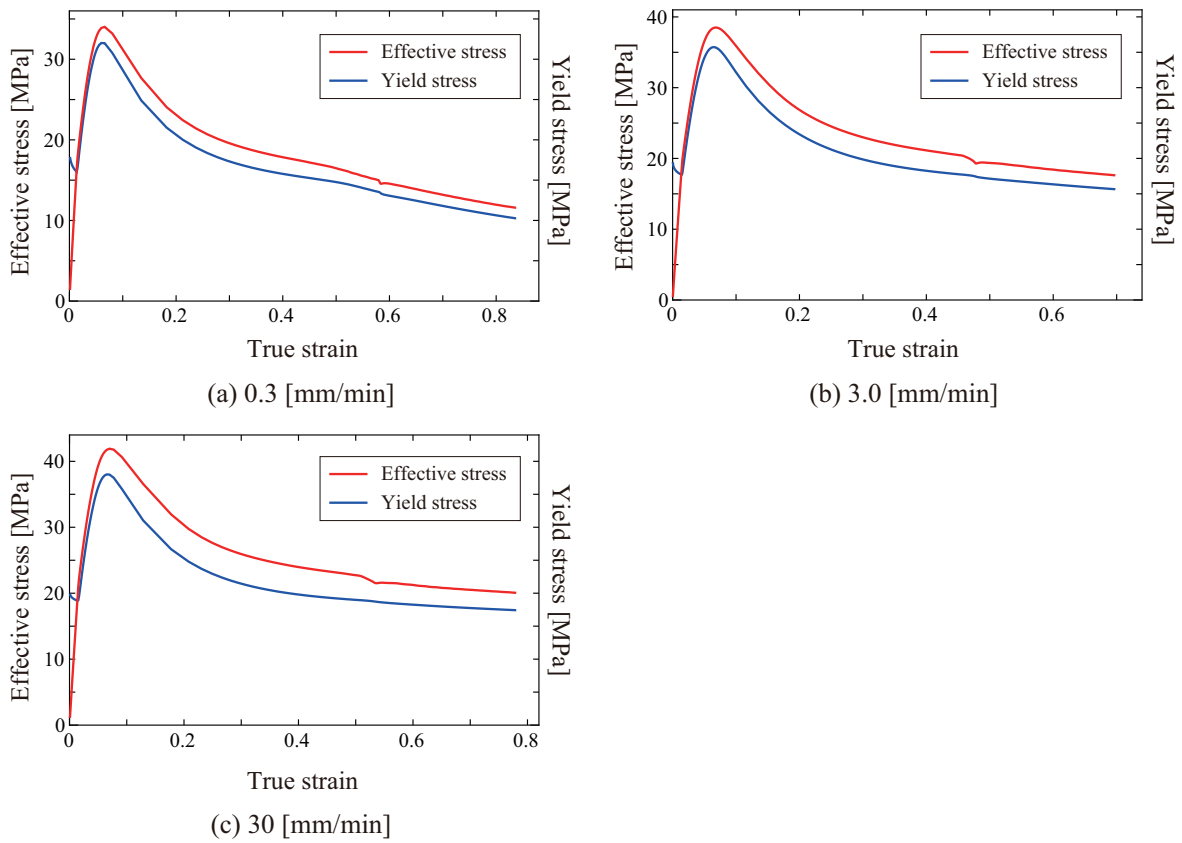 Effective stress [MPa]
30
20
10
0
Effective stress
Yield stress
Yield stress [MPa]
0
0.2
0.4
0.6
0.8
True strain
(a) 0.3 [mm/min]
Effective stress [MPa]
40
30
20
10
0
Effective stress
Yield stress
Yield stress [MPa]
0
0.2
0.4
0.6
True strain
(b) 3.0 [mm/min]
Effective stress [MPa]
40
30
20
10
0
Effective stress
Yield stress
Yield stress [MPa]
0
0.2
0.4
0.6
0.8
True strain
(c) 30 [mm/min]